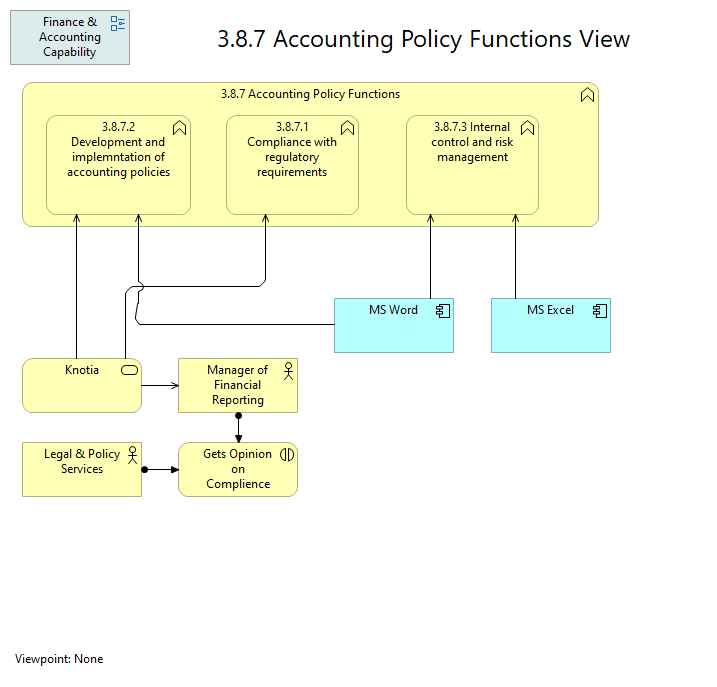 Finance &
Accounting
Capability
3.8.7 Accounting Policy Functions View
3.8.7 Accounting Policy Functions
3.8.7.2
Development and
implemntation of
accounting policies
3.8.7.1
Compliance with
regulatory
requirements
3.8.7.3 Internal
control and risk
management
MS Word
MS Excel
Knotia
Manager of
Financial
Reporting
Legal & Policy
Services
Gets Opinion
on
Complience
Viewpoint: None